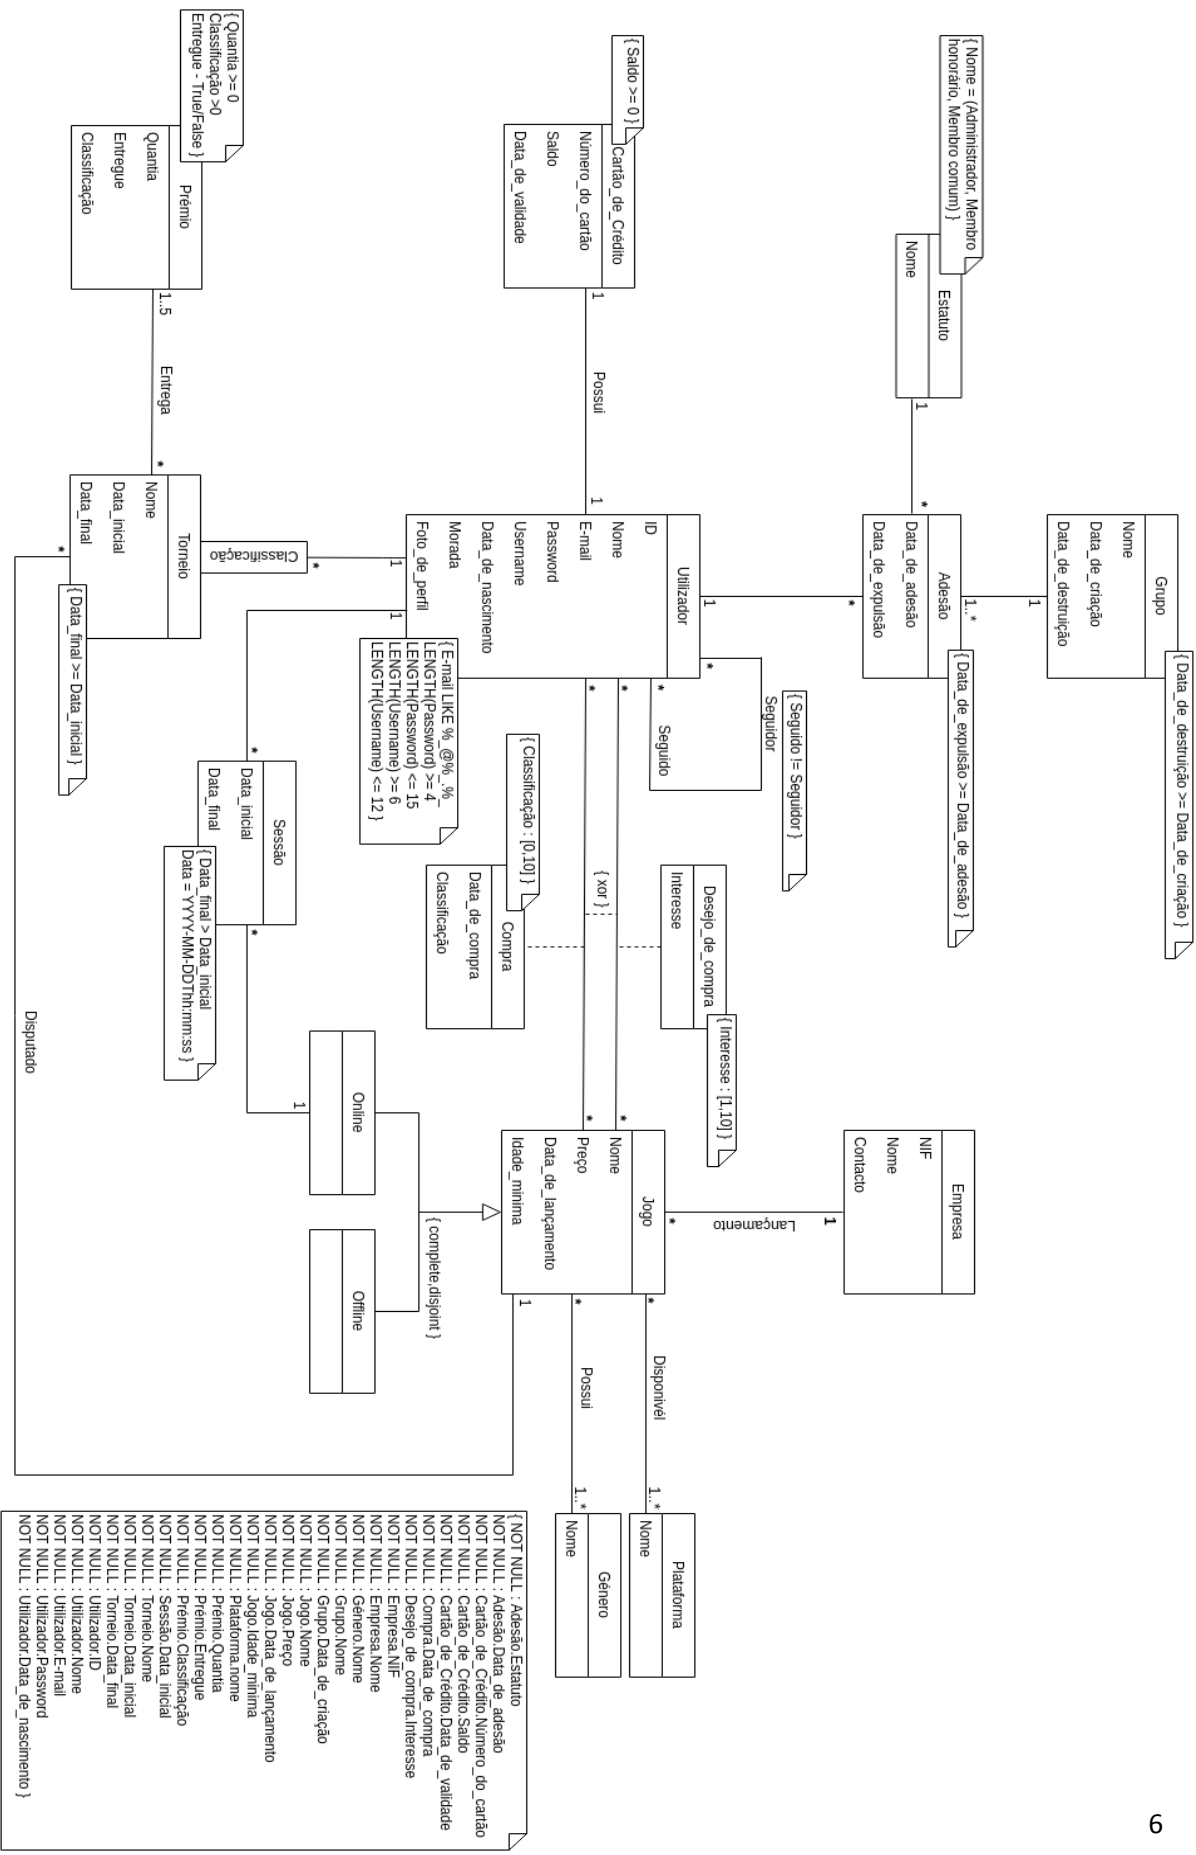 Grupo
Nome
Data_de_criação
Data_de_destruição
{ Data_de_destruição >= Data_de_criação }
1
1..*
{ Nome = (Administrador, Membro
honorário, Membro comum) }
Estatuto
Nome
1
*
Adesão
Data_de_adesão
Data_de_expulsão
{ Data_de_expulsão >= Data_de_adesão }
*
1
Empresa
NIF
Nome
Contacto
1
Lançamento
*
{ Seguido != Seguidor }
Seguidor
*
Seguido
*
{ Saldo >= 0 }
Cartão_de_Crédito
Número_do_cartão
Saldo
Data_de_validade
1
Possui
1
Utilizador
ID
Nome
E-mail
Password
Username
Data_de_nascimento
Morada
Foto_de_perfil
{ E-mail LIKE %_@%_._%
LENGTH(Password) >= 4
LENGTH(Password) <= 15
LENGTH(Username) >= 6
LENGTH(Username) <= 12 }
{ Interesse : [1,10] }
Desejo_de_compra
Interesse
*
*
{ xor }
*
*
{ Classificação : [0,10] }
Compra
Data_de_compra
Classificação
Jogo
Nome
Preço
Data_de_lançamento
Idade_minima
*
Disponivél
1..*
Plataforma
Nome
*
Possui
1..*
Género
Nome
1
{ complete,disjoint }
Online
Offline
1
1
1
*
Classificação
*
Sessão
Data_inicial
Data_final
*
{ Data_final > Data_inicial
Data = YYYY-MM-DDThh:mm:ss }
{ Quantia >= 0
Classificação >0
Entregue - True/False }
Prémio
Quantia
Entregue
Classificação
1..5
Entrega
*
Torneio
Nome
Data_inicial
Data_final
{ Data_final >= Data_inicial }
*
Disputado
{ NOT NULL : Adesão.Estatuto
NOT NULL : Adesão.Data_de_adesão
NOT NULL : Cartão_de_Crédito.Número_do_cartão
NOT NULL : Cartão_de_Crédito.Saldo
NOT NULL : Cartão_de_Crédito.Data_de_validade
NOT NULL : Compra.Data_de_compra
NOT NULL : Desejo_de_compra.Interesse
NOT NULL : Empresa.NIF
NOT NULL : Empresa.Nome
NOT NULL : Género.Nome
NOT NULL : Grupo.Nome
NOT NULL : Grupo.Data_de_criação
NOT NULL : Jogo.Nome
NOT NULL : Jogo.Preço
NOT NULL : Jogo.Data_de_lançamento
NOT NULL : Jogo.Idade_minima
NOT NULL : Plataforma.nome
NOT NULL : Prémio.Quantia
NOT NULL : Prémio.Entregue
NOT NULL : Prémio.Classificação
NOT NULL : Sessão.Data_inicial
NOT NULL : Torneio.Nome
NOT NULL : Torneio.Data_inicial
NOT NULL : Torneio.Data_final
NOT NULL : Utilizador.ID
NOT NULL : Utilizador.Nome
NOT NULL : Utilizador.E-mail
NOT NULL : Utilizador.Password
NOT NULL : Utilizador.Data_de_nascimento }
6